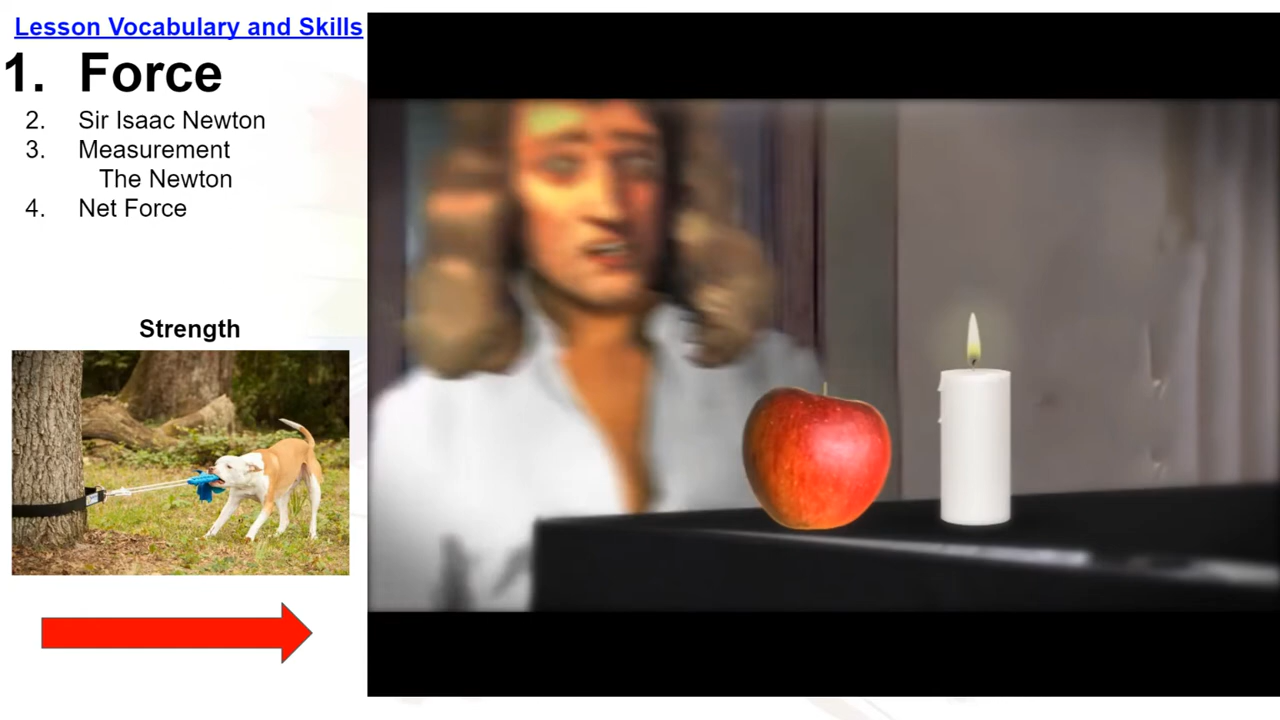 Lesson Vocabulary and Skills
1. Force
2. Sir Isaac Newton
3. Measurement
The Newton
4. Net Force
Strength